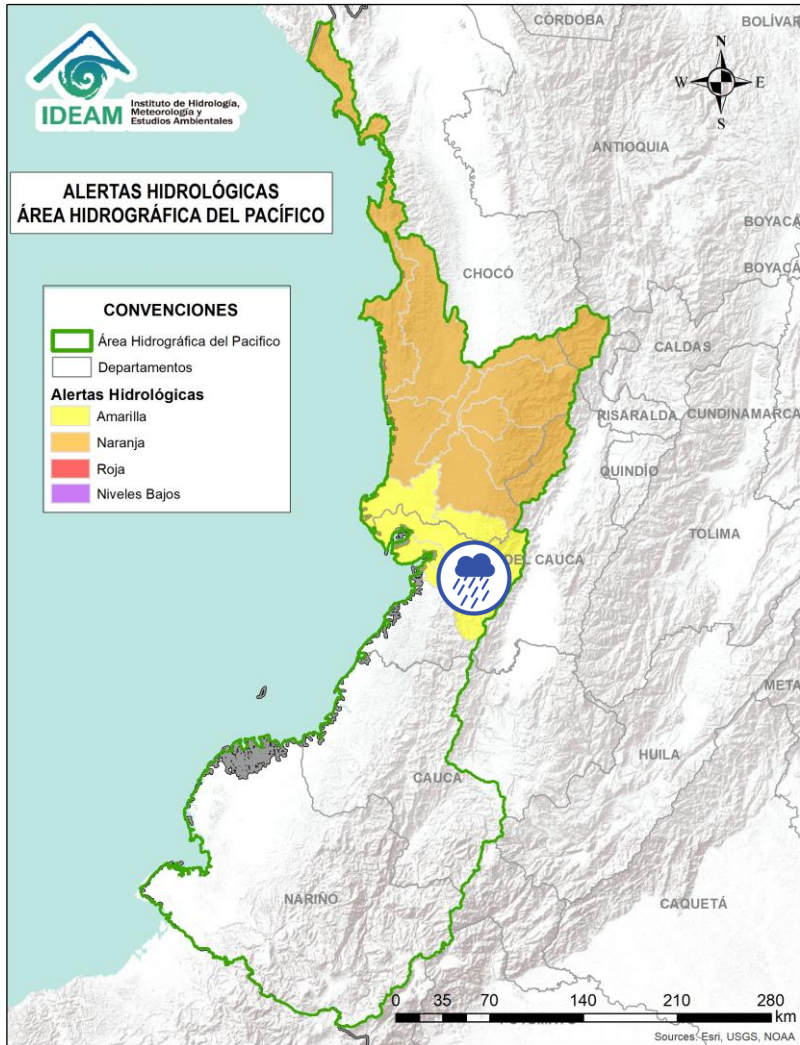 IDEAM
Instituto de Hidrología,
Meteorología y
Estudios Ambientales
ALERTAS HIDROLÓGICAS
ÁREA HIDROGRÁFICA DEL PACÍFICO
CONVENCIONES
Área Hidrográfica del Pacifico
Departamentos
Alertas Hidrológicas
Amarilla
Naranja
Roja
Niveles Bajos
N
W E
S
CÓRDOBA
BOLÍVAR
ANTIOQUIA
BOYACÁ
CHOCÓ
BOYACÁ
CALDAS
RISARALDA
CUNDINAMARCA
QUINDÍO
TOLIMA
DEL CAUCA
META
HUILA
CAUCA
NARIÑO
CAQUETÁ
0 35 70 140 210 280
km
Sources: Esri, USGS, NOAA